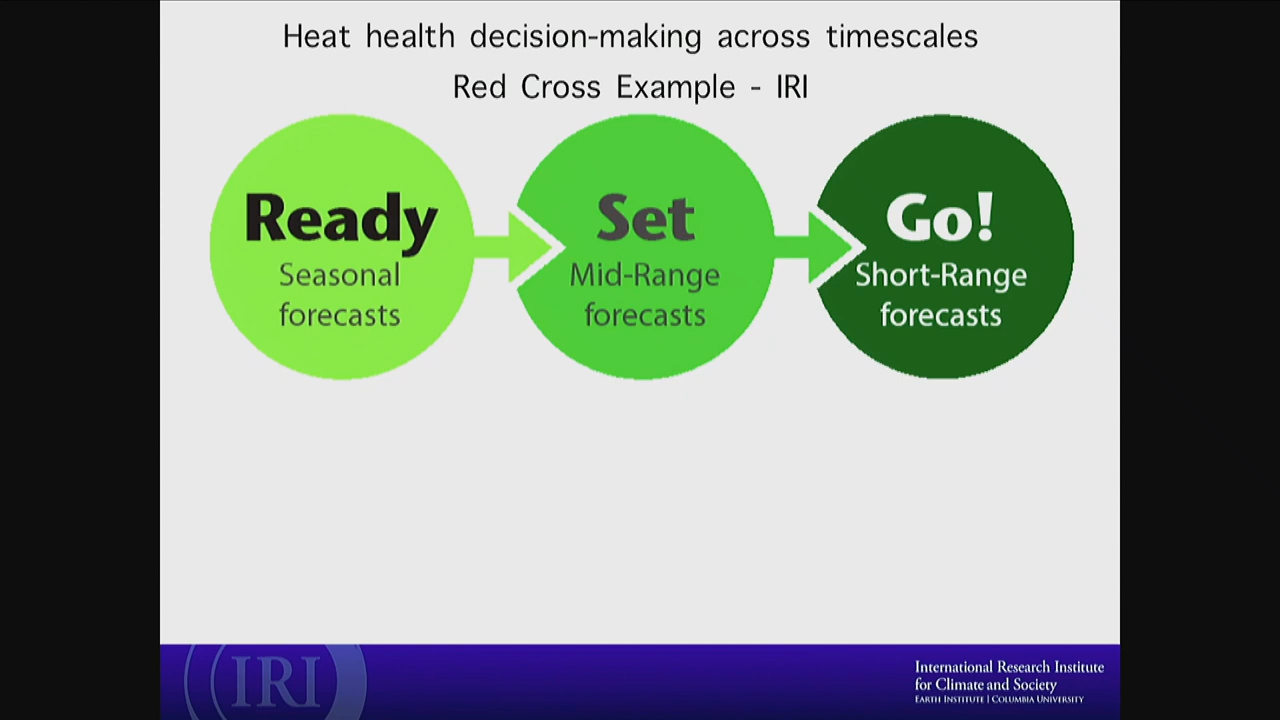 Heat health decision-making across timescales
Red Cross Example - IRI
Ready
Seasonal
forecasts
Set
Mid-Range
forecasts
Go!
Short-Range
forecasts
IRI
International Research Institute
for Climate and Society
EARTH INSTITUTE | COLUMBIA UNIVERSITY